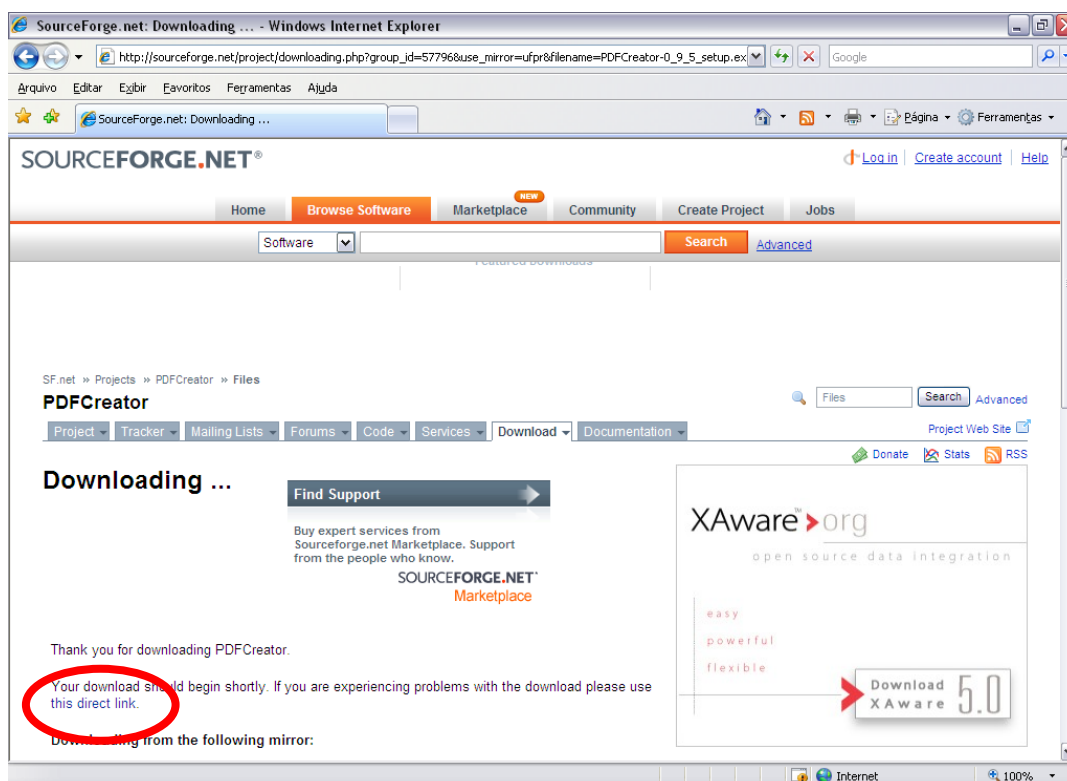 SourceForge.net: Downloading ... - Windows Internet Explorer
http://sourceforge.net/project/downloading.php?group_id=57796&use_mirror=ufpr&filename=PDFCreator-0_9_5_setup.ex
Google
Arquivo Editar Exibir Favoritos Ferramentas Ajuda
SourceForge.net: Downloading ...
Página Ferramentas
SOURCEFORGE.NET®
Log in Create account Help
NEW
Home Browse Software Marketplace Community Create Project Jobs
Software Search Advanced
Featured Downloads
SF.net » Projects » PDFCreator » Files
PDFCreator
Files Search Advanced
Project Tracker Mailing Lists Forums Code Services Download Documentation
Project Web Site
Donate Stats RSS
Downloading ...
Find Support
Buy expert services from
Sourceforge.net Marketplace. Support
from the people who know.
SOURCEFORGE.NET®
Marketplace
XAware™ org
open source data integration
easy
powerful
flexible
Download
XAware 5.0
Thank you for downloading PDFCreator.
Your download should begin shortly. If you are experiencing problems with the download please use
this direct link.
Downloading from the following mirror:
Internet
100%